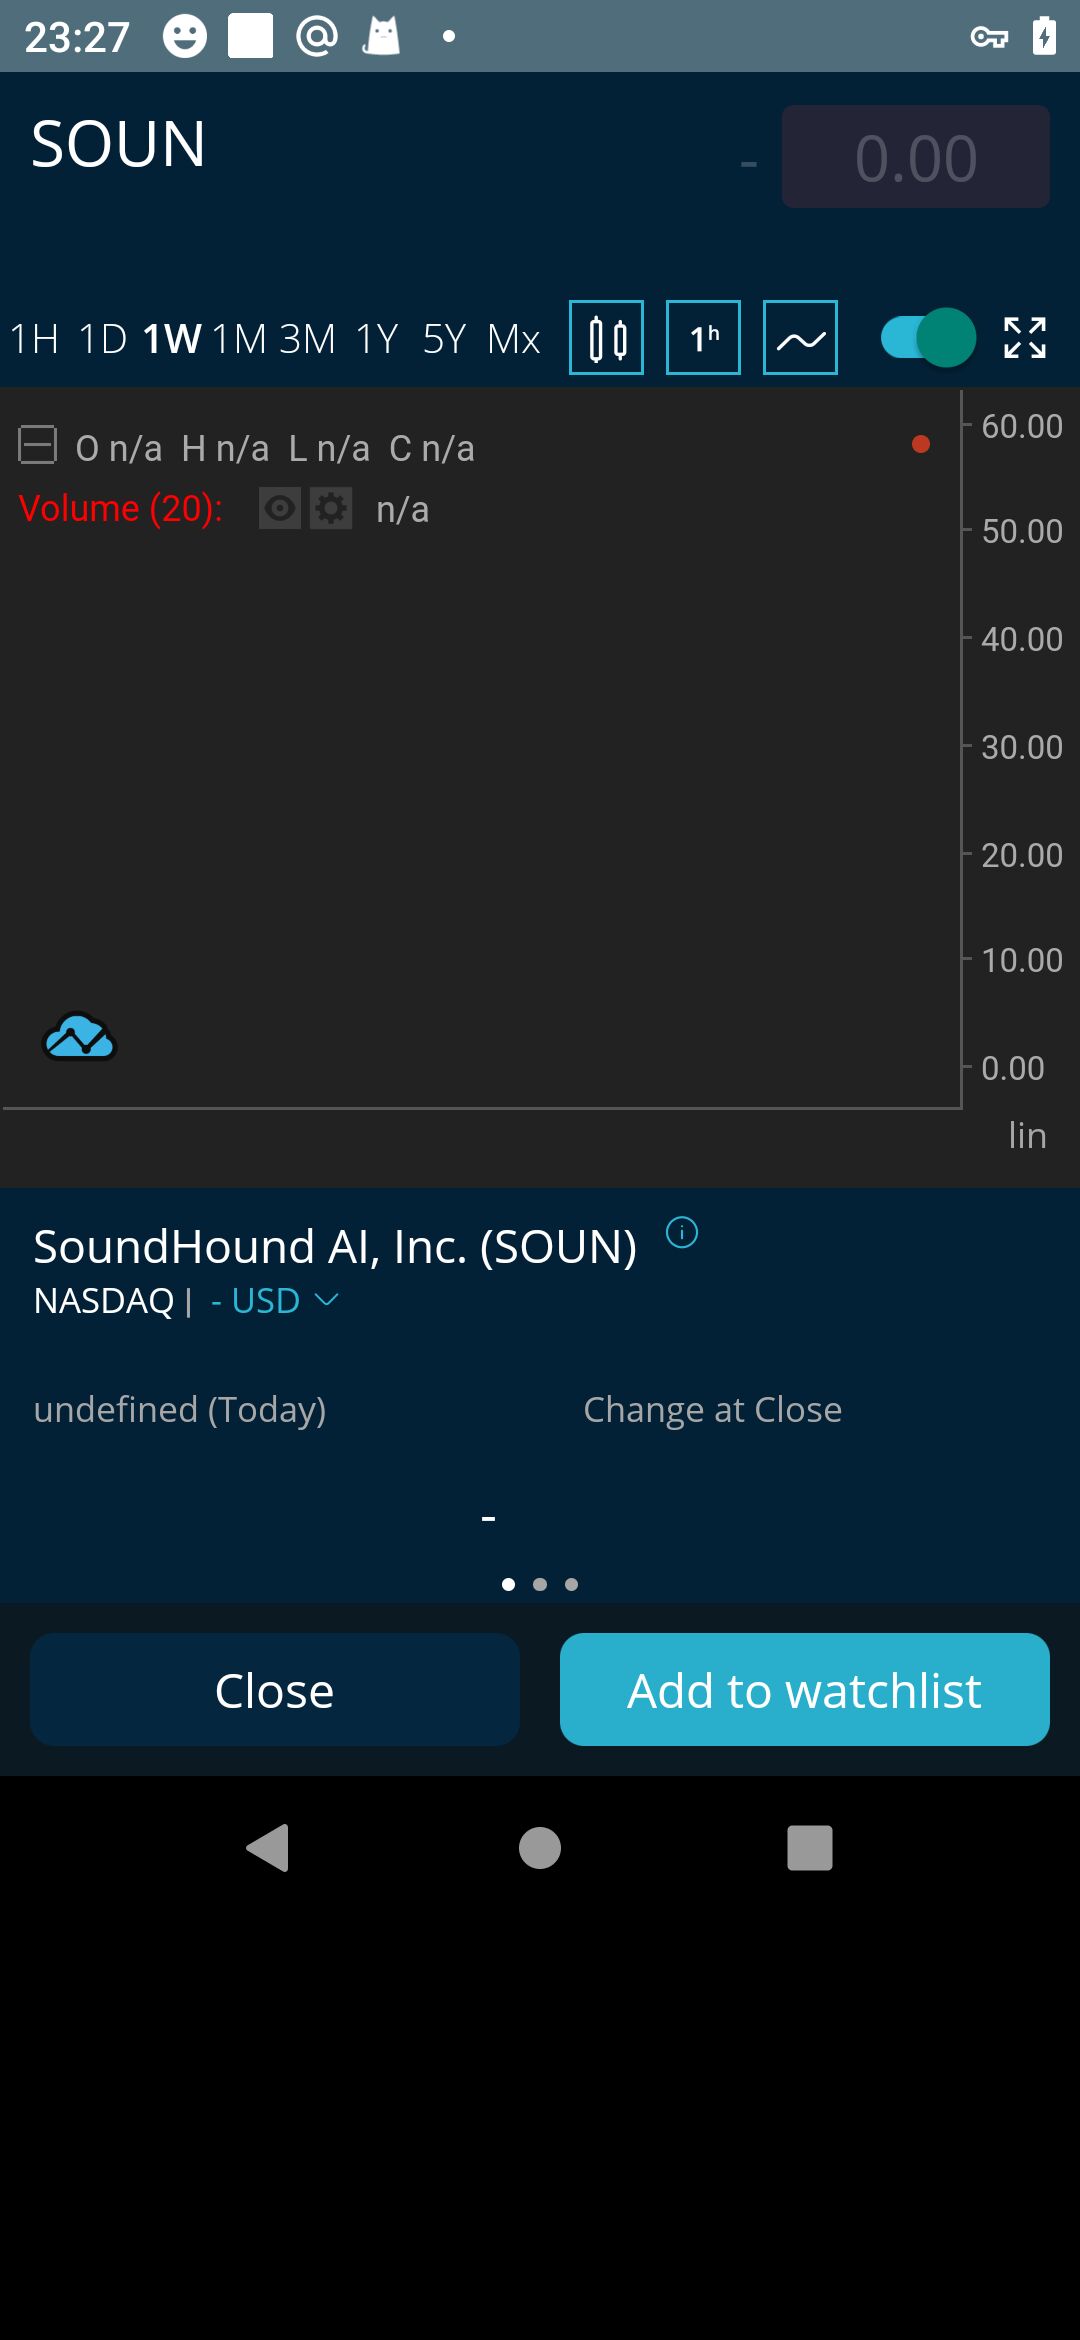 23:27
SOUN
- 0.00
1H 1D 1W 1M 3M 1Y 5Y Mx 1h
O n/a H n/a L n/a C n/a
Volume (20): n/a
60.00
50.00
40.00
30.00
20.00
10.00
0.00
lin
SoundHound AI, Inc. (SOUN)
NASDAQ | - USD
undefined (Today) Change at Close
-
Close Add to watchlist